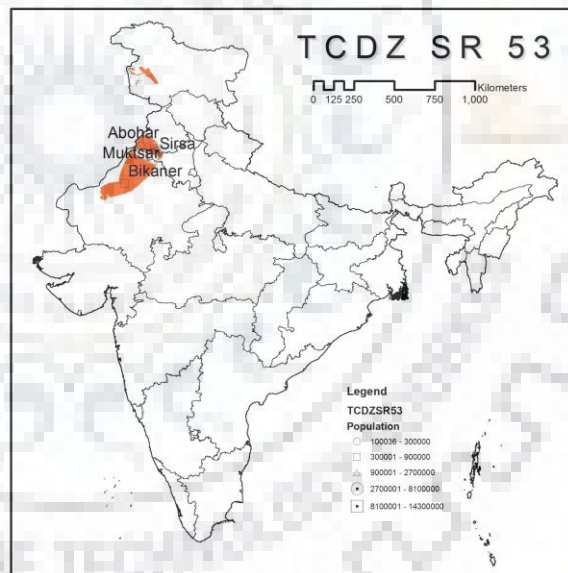 TCDZ SR 53
Kilometers
0 125 250 500 750 1,000
Abohar
Sirsa
Muktsar
Bikaner
Legend
TCDZSR53
Population
100036 - 300000
300001 - 900000
900001 - 2700000
2700001 - 8100000
8100001 - 14300000